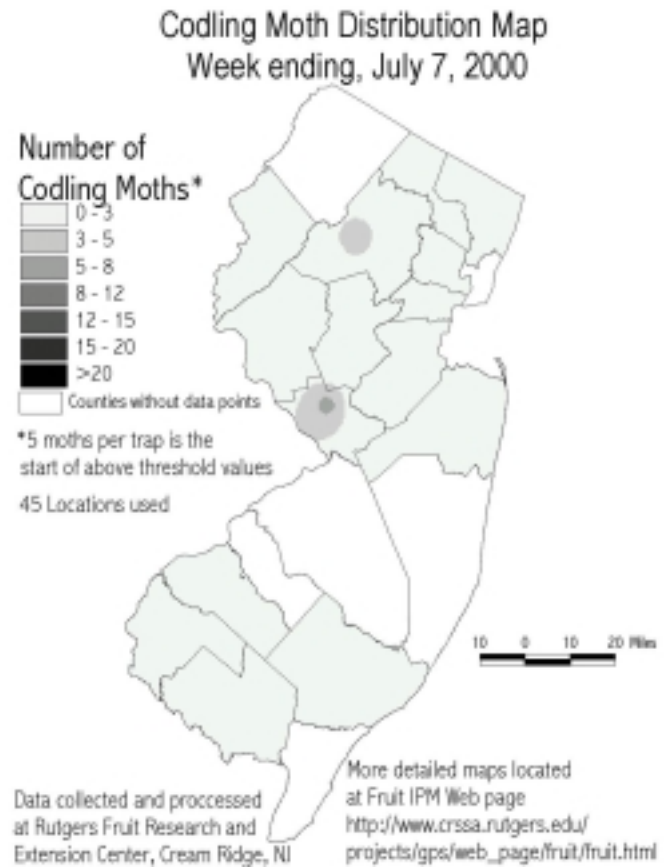 Codling Moth Distribution Map
Week ending, July 7, 2000
Number of
Codling Moths*
0 - 3
3 - 5
5 - 8
8 - 12
12 - 15
15 - 20
>20
Counties without data points
*5 moths per trap is the
start of above threshold values
45 Locations used
10 0 10 20 Miles
Data collected and proccessed
at Rutgers Fruit Research and
Extension Center, Cream Ridge, NJ
More detailed maps located
at Fruit IPM Web page
http://www.crssa.rutgers.edu/
projects/gps/web_page/fruit/fruit.html